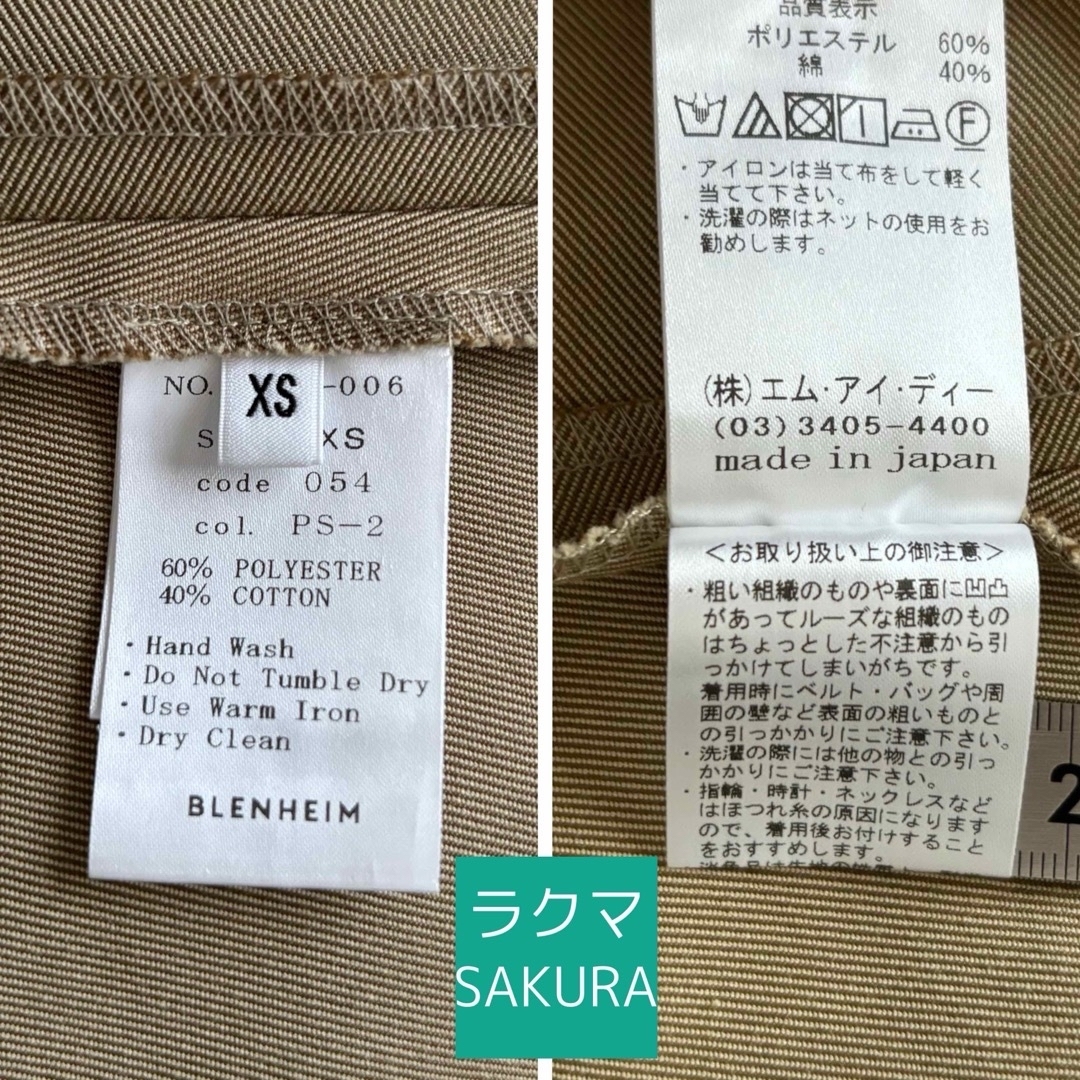 NO. -006
XS
S XS
code 054
col. PS-2
60% POLYESTER
40% COTTON
・Hand Wash
・Do Not Tumble Dry
・Use Warm Iron
・Dry Clean
BLENHEIM
品質表示
ポリエステル 60%
綿 40%
F
・アイロンは当て布をして軽く
当てて下さい。
・洗濯の際はネットの使用をお
勧めします。
(株)エム・アイ・ディー
(03)3405-4400
made in japan
<お取り扱い上の御注意>
・粗い組織のものや裏面に凹凸
があってルーズな組織のもの
はちょっとした不注意から引
っかけてしまいがちです。
着用時にベルト・バッグや周
囲の壁など表面の粗いものと
の引っかかりにご注意下さい。
・洗濯の際には他の物との引っ
かかりにご注意下さい。
・指輪・時計・ネックレスなど
はほつれ糸の原因になります
ので、着用後お付けすること
をおすすめします。
2
ラクマ
SAKURA